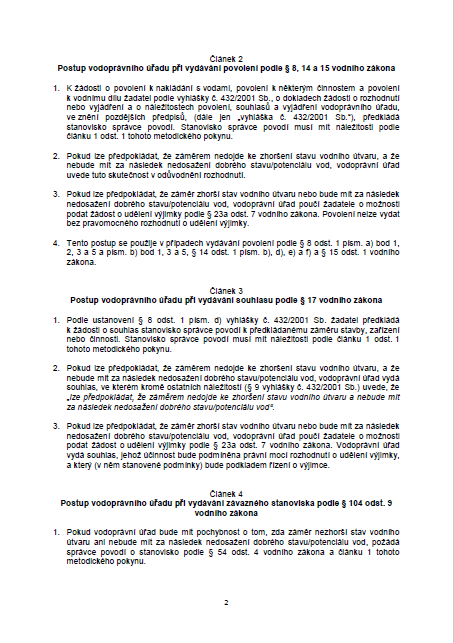 Článek 2
Postup vodoprávního úřadu při vydávání povolení podle § 8, 14 a 15 vodního zákona
1. K žádosti o povolení k nakládání s vodami, povolení k některým činnostem a povolení
k vodnímu dílu žadatel podle vyhlášky č. 432/2001 Sb., o dokladech žádosti o rozhodnutí
nebo vyjádření a o náležitostech povolení, souhlasů a vyjádření vodoprávního úřadu,
ve znění pozdějších předpisů, (dále jen „vyhláška č. 432/2001 Sb.“), předkládá
stanovisko správce povodí. Stanovisko správce povodí musí mít náležitosti podle
článku 1 odst. 1 tohoto metodického pokynu.
2. Pokud lze předpokládat, že záměrem nedojde ke zhoršení stavu vodního útvaru, a že
nebude mít za následek nedosažení dobrého stavu/potenciálu vod, vodoprávní úřad
uvede tuto skutečnost v odůvodnění rozhodnutí.
3. Pokud lze předpokládat, že záměr zhorší stav vodního útvaru nebo bude mít za následek
nedosažení dobrého stavu/potenciálu vod, vodoprávní úřad poučí žadatele o možnosti
podat žádost o udělení výjimky podle § 23a odst. 7 vodního zákona. Povolení nelze vydat
bez pravomocného rozhodnutí o udělení výjimky.
4. Tento postup se použije v případech vydávání povolení podle § 8 odst. 1 písm. a) bod 1,
2, 3 a 5 a písm. b) bod 1, 3 a 5, § 14 odst. 1 písm. b), d), e) a f) a § 15 odst. 1 vodního
zákona.
Článek 3
Postup vodoprávního úřadu při vydávání souhlasu podle § 17 vodního zákona
1. Podle ustanovení § 8 odst. 1 písm. d) vyhlášky č. 432/2001 Sb. žadatel předkládá
k žádosti o souhlas stanovisko správce povodí k předkládanému záměru stavby, zařízení
nebo činnosti. Stanovisko správce povodí musí mít náležitosti podle článku 1 odst. 1
tohoto metodického pokynu.
2. Pokud lze předpokládat, že záměrem nedojde ke zhoršení stavu vodního útvaru, a že
nebude mít za následek nedosažení dobrého stavu/potenciálu vod, vodoprávní úřad vydá
souhlas, ve kterém kromě ostatních náležitostí (§ 9 vyhlášky č. 432/2001 Sb.) uvede, že
„lze předpokládat, že záměrem nedojde ke zhoršení stavu vodního útvaru a nebude mít
za následek nedosažení dobrého stavu/potenciálu vod“.
3. Pokud lze předpokládat, že záměr zhorší stav vodního útvaru nebo bude mít za následek
nedosažení dobrého stavu/potenciálu vod, vodoprávní úřad poučí žadatele o možnosti
podat žádost o udělení výjimky podle § 23a odst. 7 vodního zákona. Vodoprávní úřad
vydá souhlas, jehož účinnost bude podmíněna právní mocí rozhodnutí o udělení výjimky,
a který (v něm stanovené podmínky) bude podkladem řízení o výjimce.
Článek 4
Postup vodoprávního úřadu při vydávání závazného stanoviska podle § 104 odst. 9
vodního zákona
1. Pokud vodoprávní úřad bude mít pochybnost o tom, zda záměr nezhorší stav vodního
útvaru ani nebude mít za následek nedosažení dobrého stavu/potenciálu vod, požádá
správce povodí o stanovisko podle § 54 odst. 4 vodního zákona a článku 1 tohoto
metodického pokynu.
2